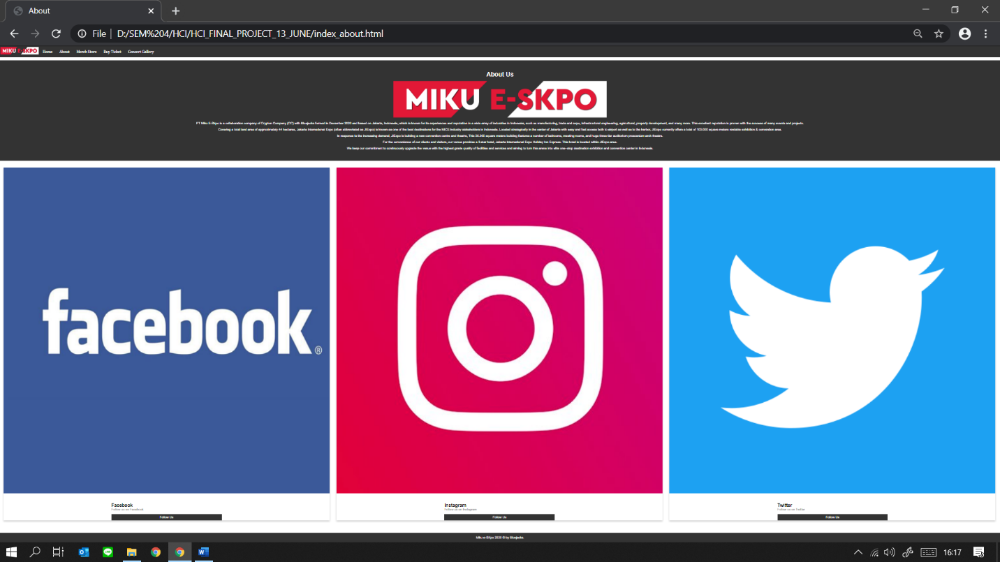 About
File | D:/SEM%204/HCI/HCI_FINAL_PROJECT_13_JUNE/index_about.html
MIKU E-SKPO Home About Merch Store Buy Ticket Concert Gallery
About Us
MIKU E-SKPO
PT Miku E-SKpo is a collaboration company of Crypton Company (CC) with Bluejackis formed in December 2020 and based on Jakarta, Indonesia, which is known for its experiences and reputation in a wide array of industries in Indonesia, such as manufacturing, trade and expo, infrastructural engineering, agricultural, property development, and many more. This excellent reputation is proven with the success of many events and projects.
Covering a total land area of approximately 44 hectares, Jakarta International Expo (often abbreviated as JIExpo) is known as one of the best destinations for the MICE industry stakeholders in Indonesia. Located strategically in the center of Jakarta with easy and fast access both to airport as well as to the harbor, JIExpo currently offers a total of 100.000 square meters rentable exhibition & convention area.
In response to the increasing demand, JIExpo is building a new convention centre and theatre, This 30.000 square meters building features a number of ballrooms, meeting rooms, and huge three-tier auditorium proscenium arch theatre.
For the convenience of our clients and visitors, our venue provides a 3-star hotel, Jakarta International Expo Holiday Inn Express. This hotel is located within JIExpo area.
We keep our commitment to continuously upgrade the venue with the highest grade quality of facilities and services and aiming to turn this arena into elite one-stop destination exhibition and convention center in Indonesia.
facebook®
Facebook
Follow us on Facebook
Follow Us
Instagram
Follow us on Instagram
Follow Us
Twitter
Follow us on Twitter
Follow Us
Miku e-SKpo 2020 © by Bluejackis
16:17